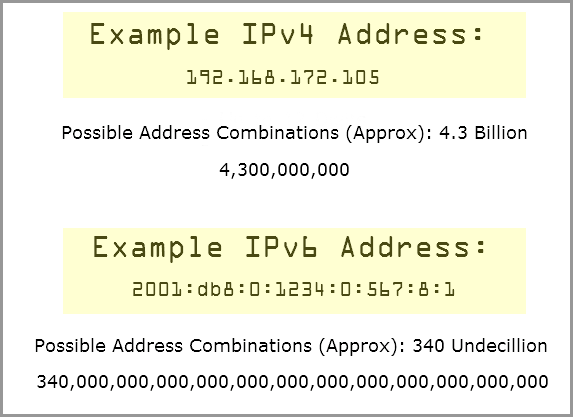 Example IPv4 Address:
192.168.172.105
Possible Address Combinations (Approx): 4.3 Billion
4,300,000,000
Example IPv6 Address:
2001:db8:0:1234:0:567:8:1
Possible Address Combinations (Approx): 340 Undecillion
340,000,000,000,000,000,000,000,000,000,000,000,000